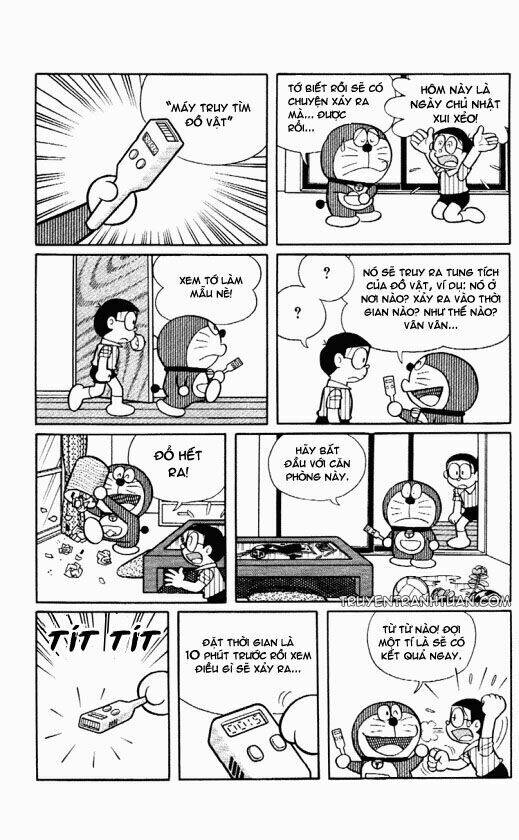 "MÁY TRUY TÌM
ĐỒ VẬT"
TỚ BIẾT RỒI SẼ CÓ
CHUYỆN XẢY RA
MÀ... ĐƯỢC
RỒI...
HÔM NÀY LÀ
NGÀY CHỦ NHẬT
XUI XẺO!
XEM TỚ LÀM
MẪU NÈ!
?
?
NÓ SẼ TRUY RA TUNG TÍCH
CỦA ĐỒ VẬT, VÍ DỤ: NÓ Ở
NƠI NÀO? XẢY RA VÀO THỜI
GIAN NÀO? NHƯ THẾ NÀO?
VÂN VÂN...
ĐỔ HẾT
RA!
HÃY BẮT
ĐẦU VỚI CĂN
PHÒNG NÀY.
TRUYENTRANHTUAN.COM
TÍT TÍT
ĐẶT THỜI GIAN LÀ
10 PHÚT TRƯỚC RỒI XEM
ĐIỀU GÌ SẼ XẢY RA...
TỪ TỪ NÀO! ĐỢI
MỘT TÍ LÀ SẼ CÓ
KẾT QUẢ NGAY.